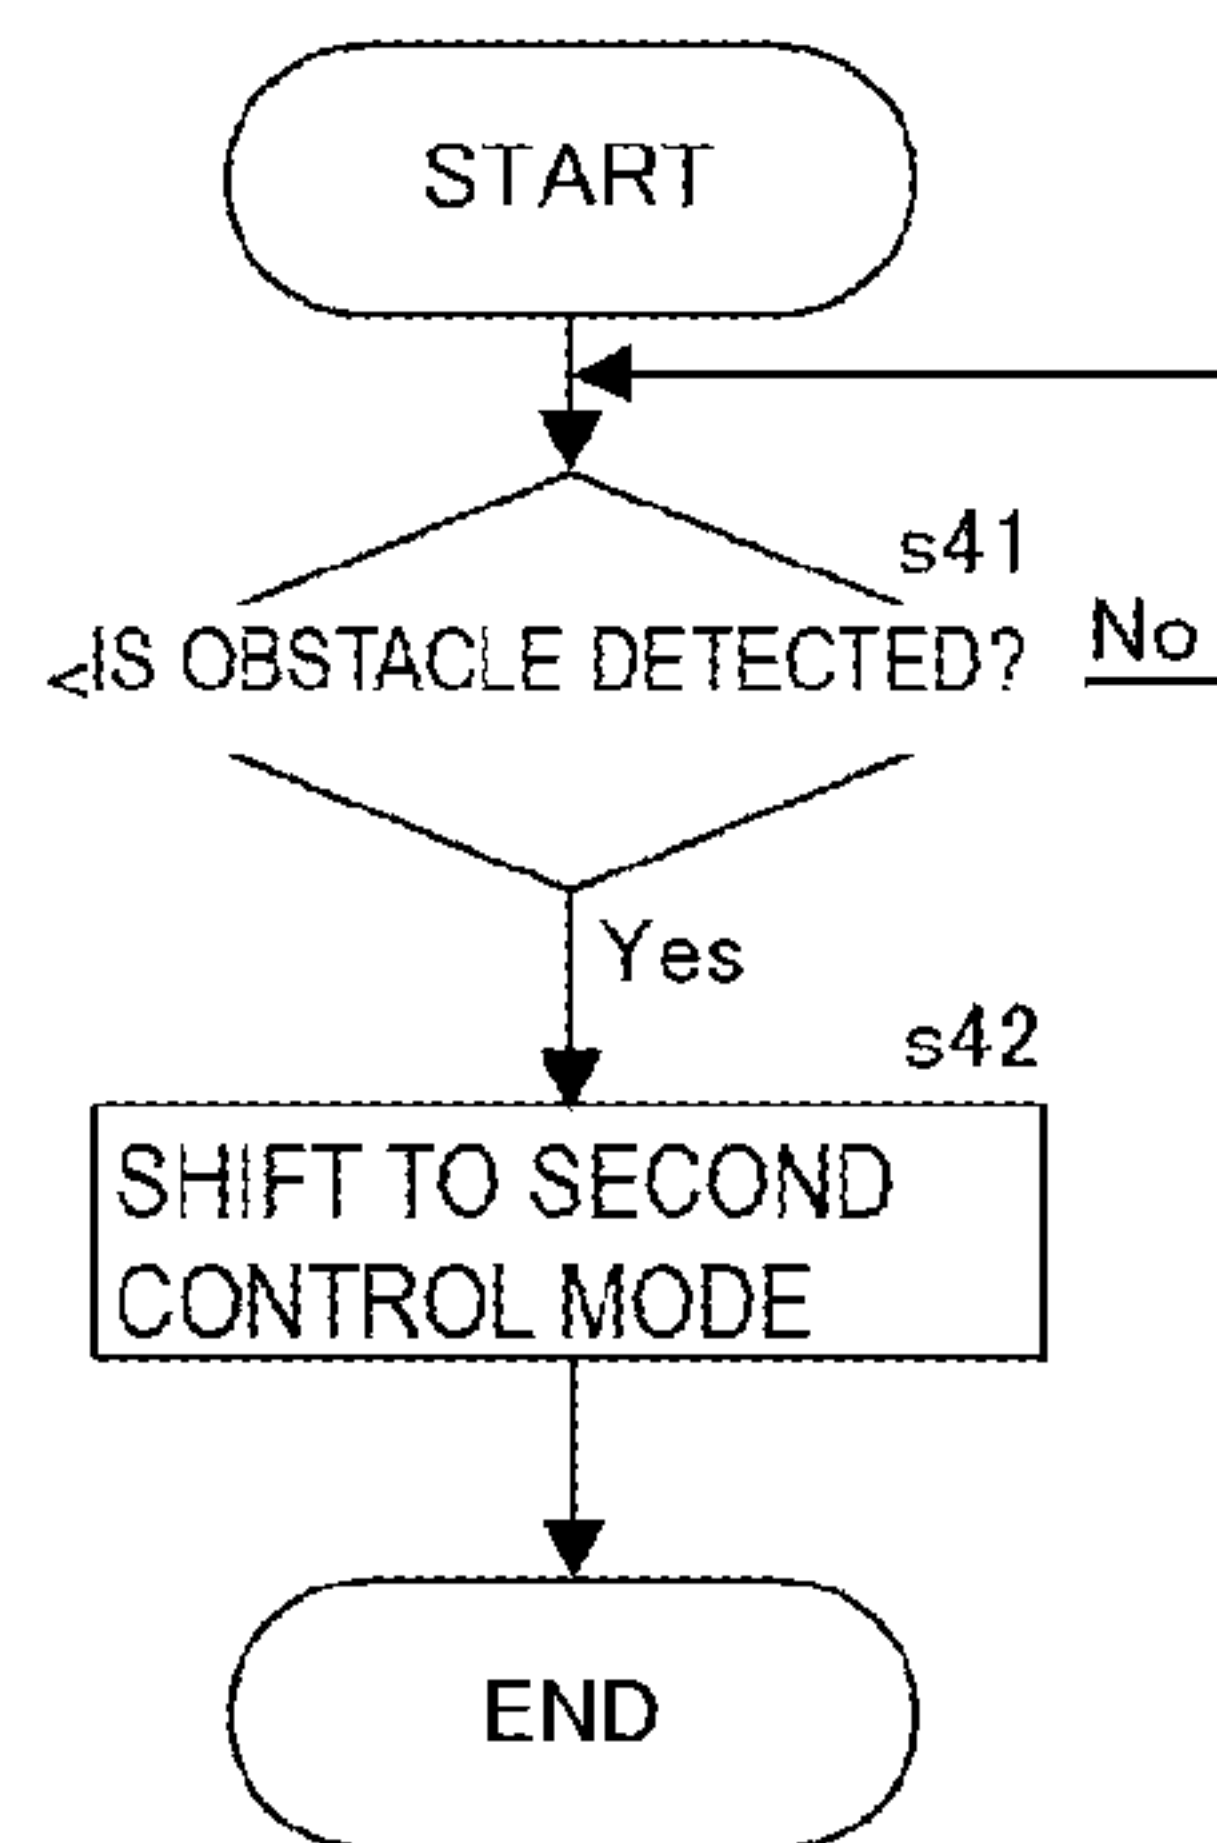 START
s41
IS OBSTACLE DETECTED?
No
Yes
s42
SHIFT TO SECOND
CONTROL MODE
END